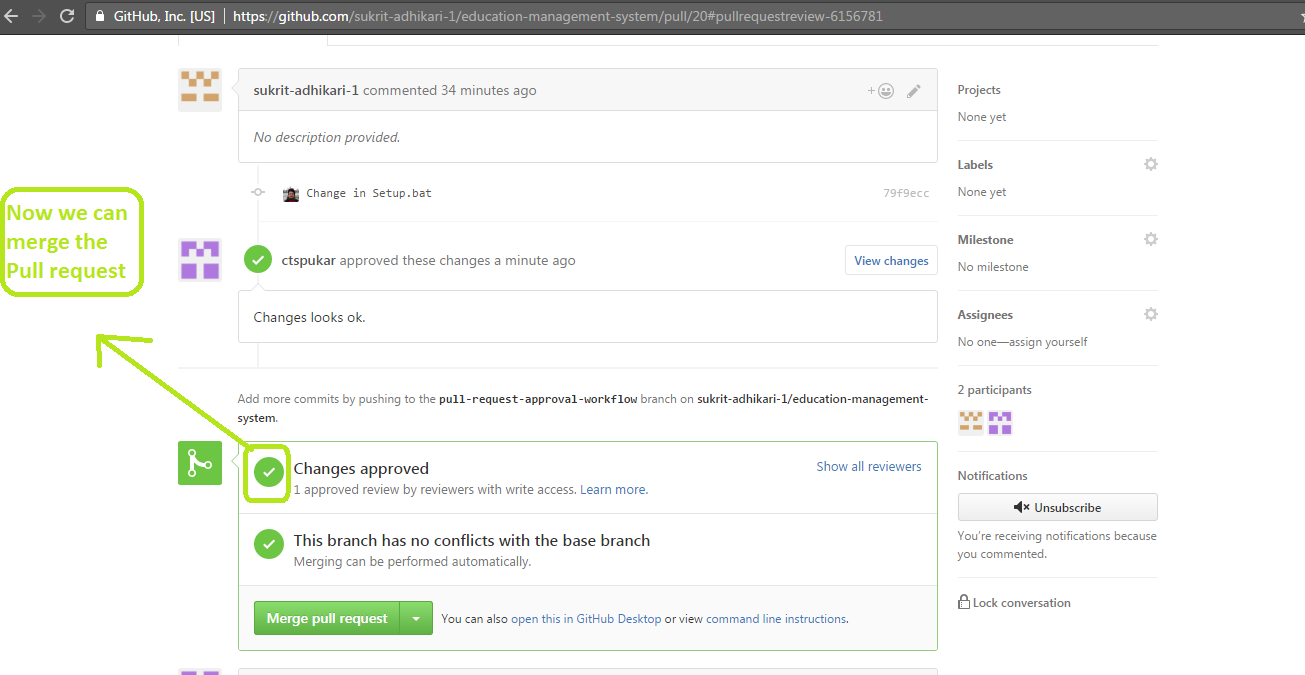 GitHub, Inc. [US] | https://github.com/sukrit-adhikari-1/education-management-system/pull/20#pullrequestreview-6156781
sukrit-adhikari-1 commented 34 minutes ago
No description provided.
Change in Setup.bat 79f9ecc
Now we can
merge the
Pull request
ctspukar approved these changes a minute ago View changes
Changes looks ok.
Add more commits by pushing to the pull-request-approval-workflow branch on sukrit-adhikari-1/education-management-
system.
Changes approved Show all reviewers
1 approved review by reviewers with write access. Learn more.
This branch has no conflicts with the base branch
Merging can be performed automatically.
Merge pull request You can also open this in GitHub Desktop or view command line instructions.
Projects
None yet
Labels
None yet
Milestone
No milestone
Assignees
No one—assign yourself
2 participants
Notifications
Unsubscribe
You're receiving notifications because
you commented.
Lock conversation